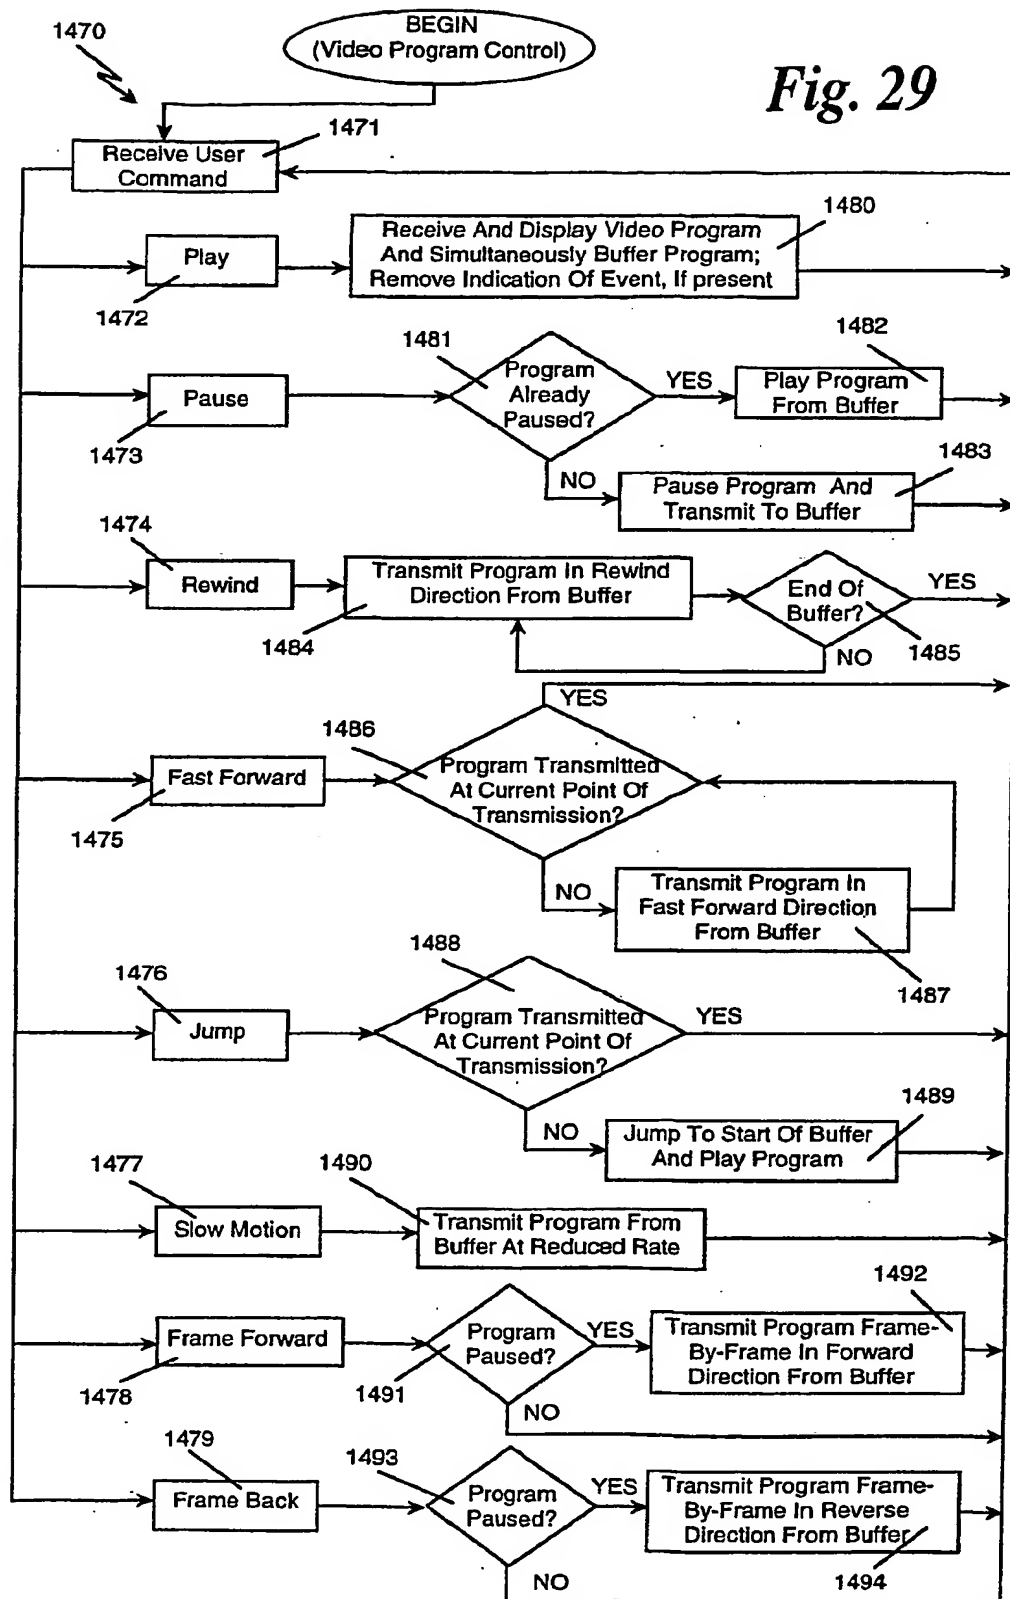 1470
BEGIN
(Video Program Control)
Fig. 29
1471
Receive User
Command
1480
Receive And Display Video Program
And Simultaneously Buffer Program;
Remove Indication Of Event, If present
Play
1472
1481
1482
Program
Already
Paused?
YES
Play Program
From Buffer
Pause
1473
NO
1483
Pause Program And
Transmit To Buffer
1474
Rewind
Transmit Program In Rewind
Direction From Buffer
1484
End Of
Buffer?
YES
1485
NO
YES
1486
Fast Forward
1475
Program Transmitted
At Current Point Of
Transmission?
NO
Transmit Program In
Fast Forward Direction
From Buffer
1487
1488
1476
Jump
Program Transmitted
At Current Point Of
Transmission?
YES
1489
NO
Jump To Start Of Buffer
And Play Program
1477
1490
Slow Motion
Transmit Program From
Buffer At Reduced Rate
1492
Frame Forward
1478
Program
Paused?
1491
YES
Transmit Program Frame-
By-Frame In Forward
Direction From Buffer
NO
1479
1493
Frame Back
Program
Paused?
YES
Transmit Program Frame-
By-Frame In Reverse
Direction From Buffer
NO
1494